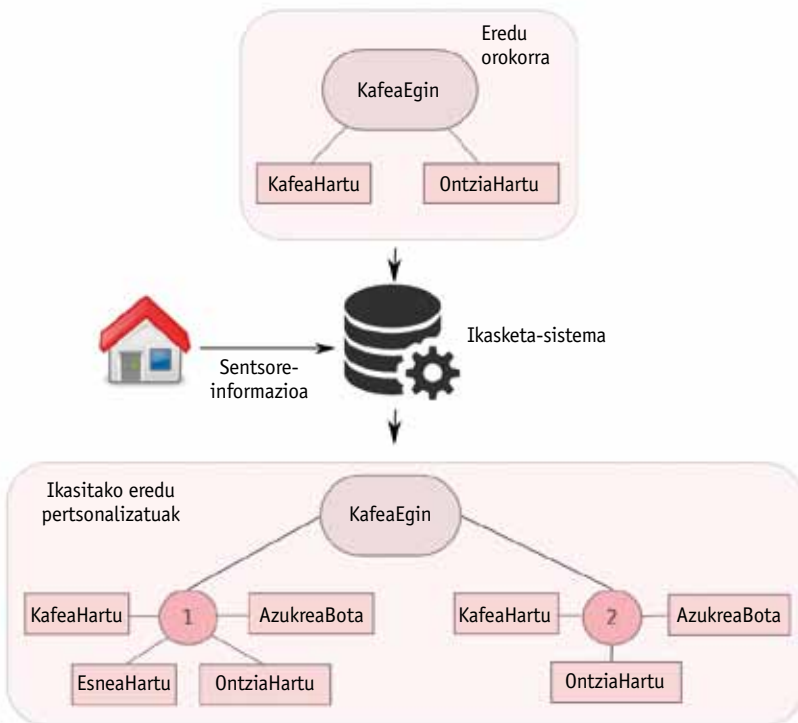 Eredu
orokorra
KafeaEgin
KafeaHartu
OntziaHartu
Ikasketa-sistema
Sentsore-
informazioa
Ikasitako eredu
pertsonalizatuak
KafeaEgin
KafeaHartu
1
AzukreaBota
EsneaHartu
OntziaHartu
KafeaHartu
2
AzukreaBota
OntziaHartu